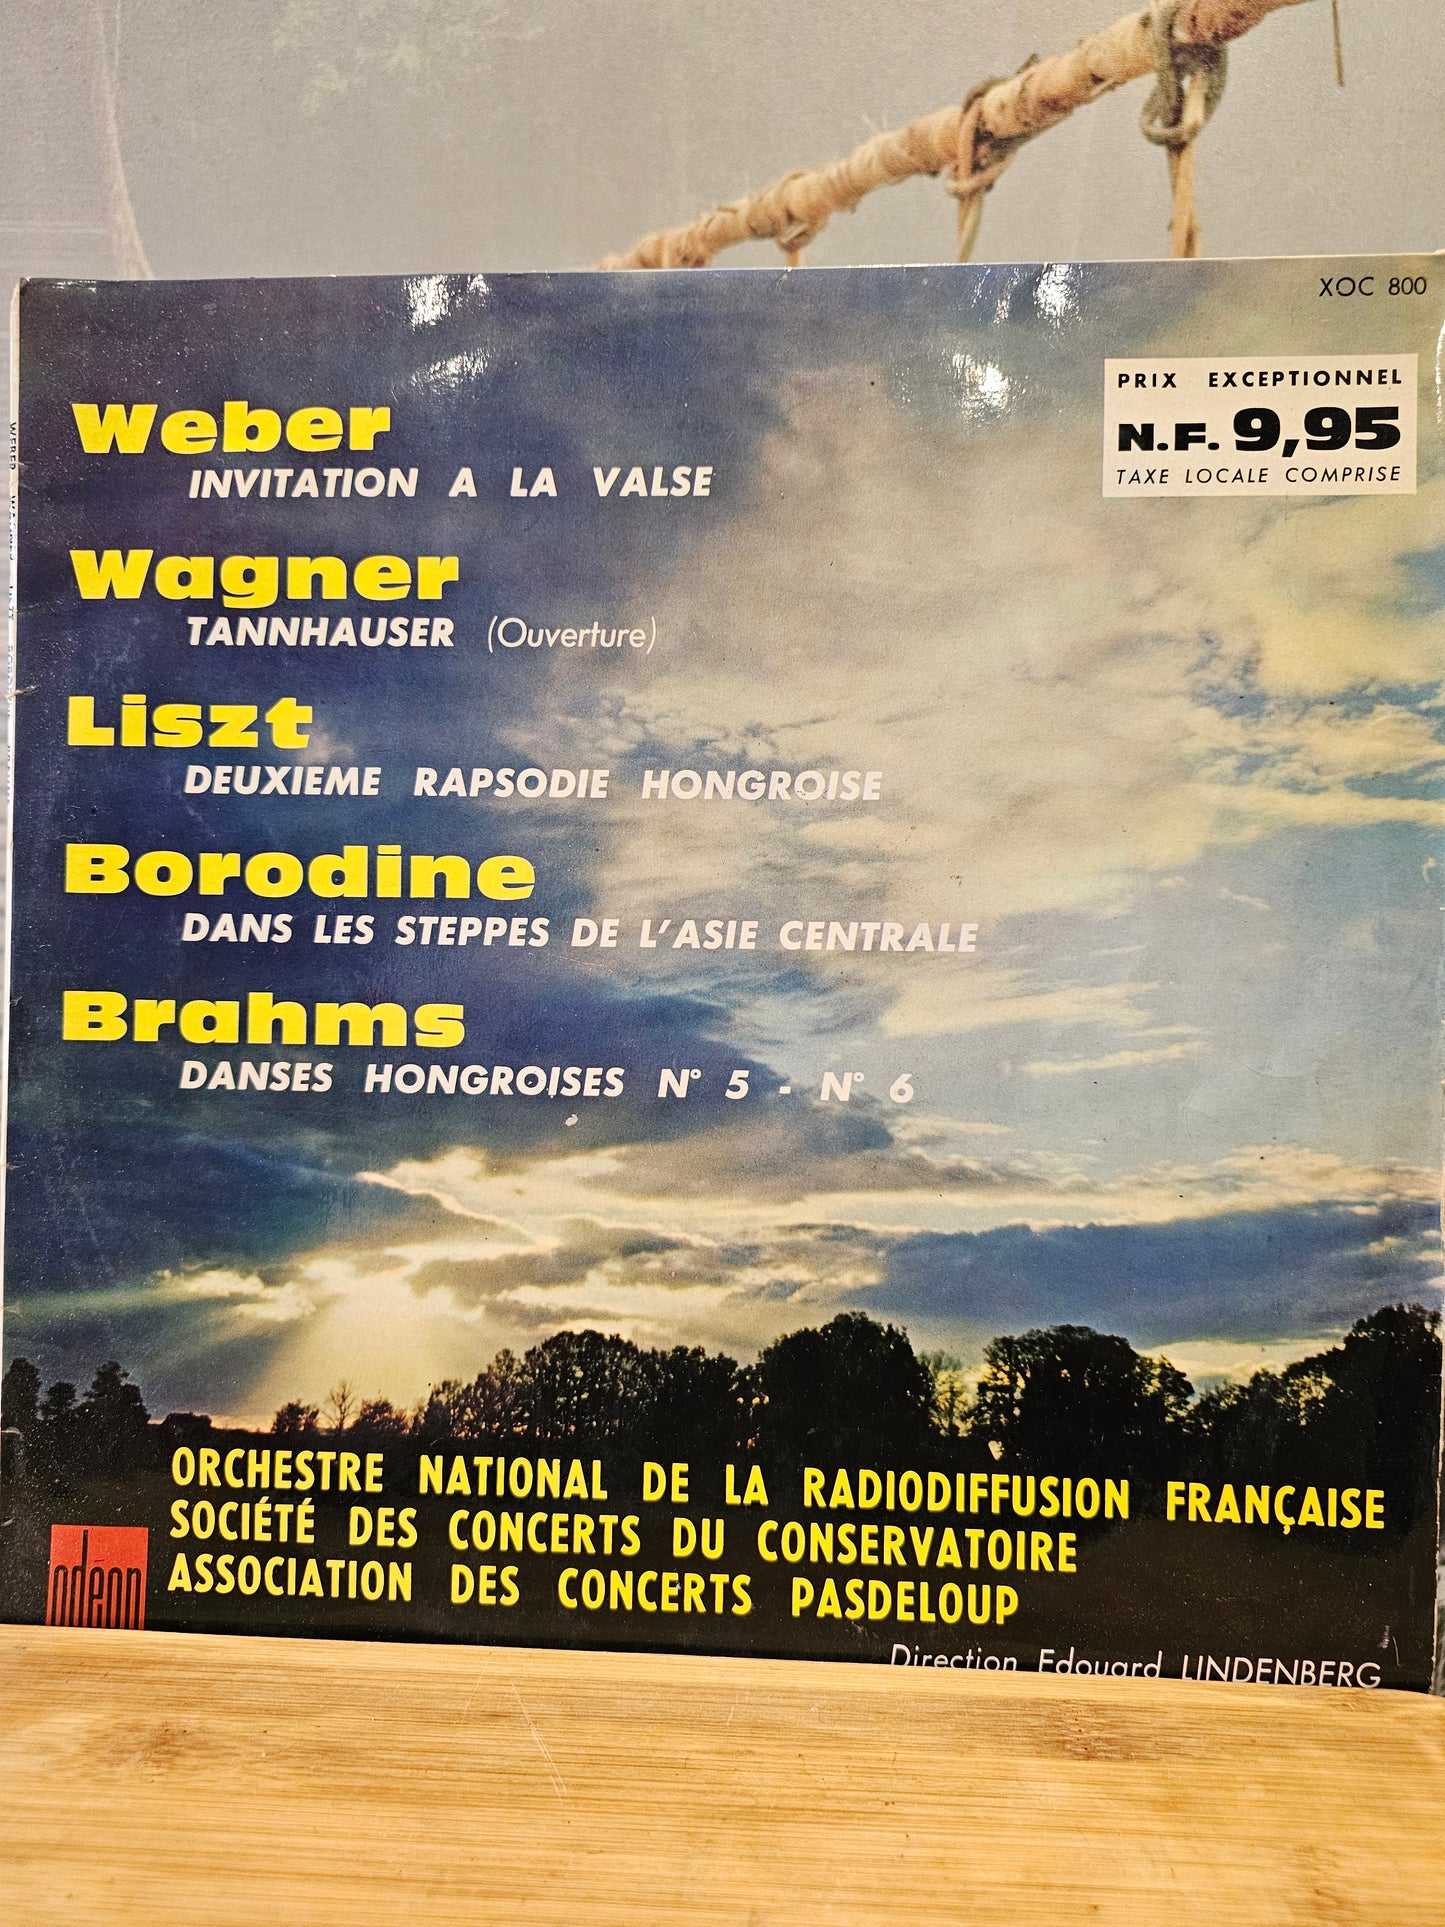 XOC 800
PRIX EXCEPTIONNEL
N.F. 9,95
TAXE LOCALE COMPRISE
Weber
INVITATION A LA VALSE
Wagner
TANNHAUSER (Ouverture)
Liszt
DEUXIEME RAPSODIE HONGROISE
Borodine
DANS LES STEPPES DE L'ASIE CENTRALE
Brahms
DANSES HONGROISES N° 5 - N° 6
ORCHESTRE NATIONAL DE LA RADIODIFFUSION FRANÇAISE
SOCIÉTÉ DES CONCERTS DU CONSERVATOIRE
ASSOCIATION DES CONCERTS PASDELOUP
odéon
Direction Edouard LINDENBERG